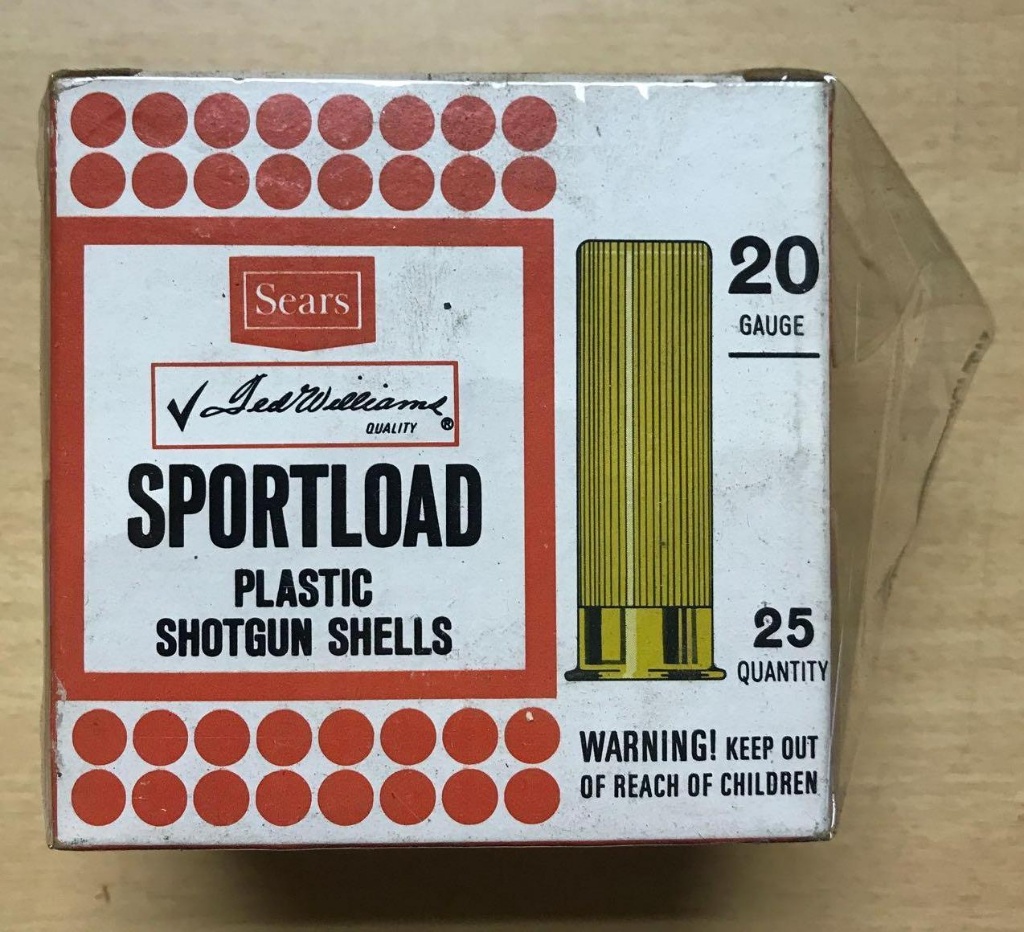 Sears
Ted Williams
QUALITY ®
SPORTLOAD
PLASTIC
SHOTGUN SHELLS
20
GAUGE
25
QUANTITY
WARNING! KEEP OUT
OF REACH OF CHILDREN